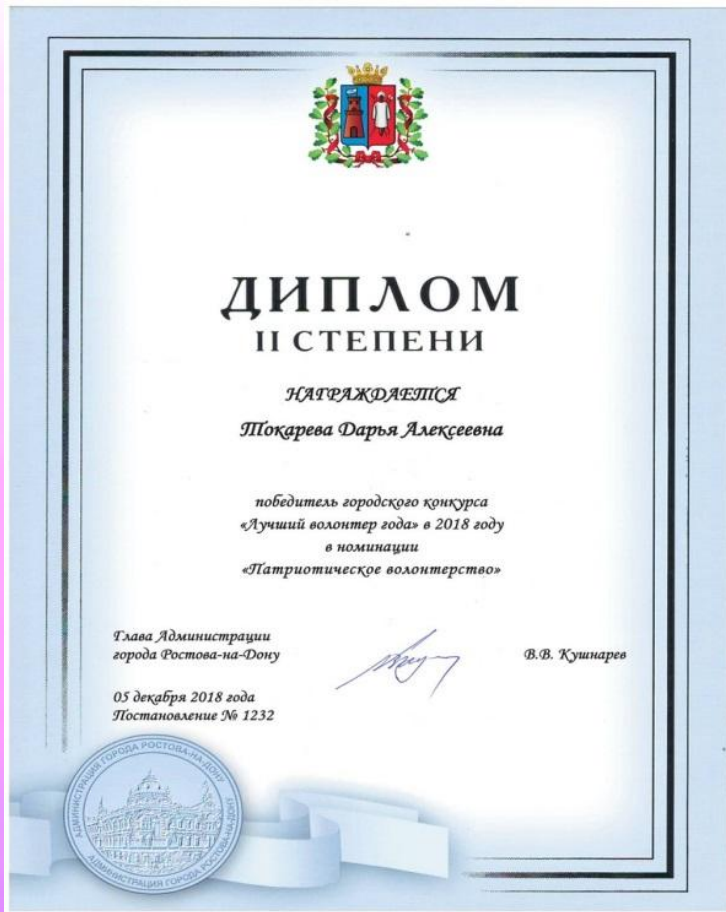 ДИПЛОМ
II СТЕПЕНИ
НАГРАЖДАЕТСЯ
Токарева Дарья Алексеевна
победитель городского конкурса
«Лучший волонтер года» в 2018 году
в номинации
«Патриотическое волонтерство»
Глава Администрации
города Ростова-на-Дону
В.В. Кушнарев
05 декабря 2018 года
Постановление № 1232
АДМИНИСТРАЦИЯ ГОРОДА РОСТОВА-НА-ДОНУ
АДМИНИСТРАЦИЯ ГОРОДА РОСТОВА-НА-ДОНУ